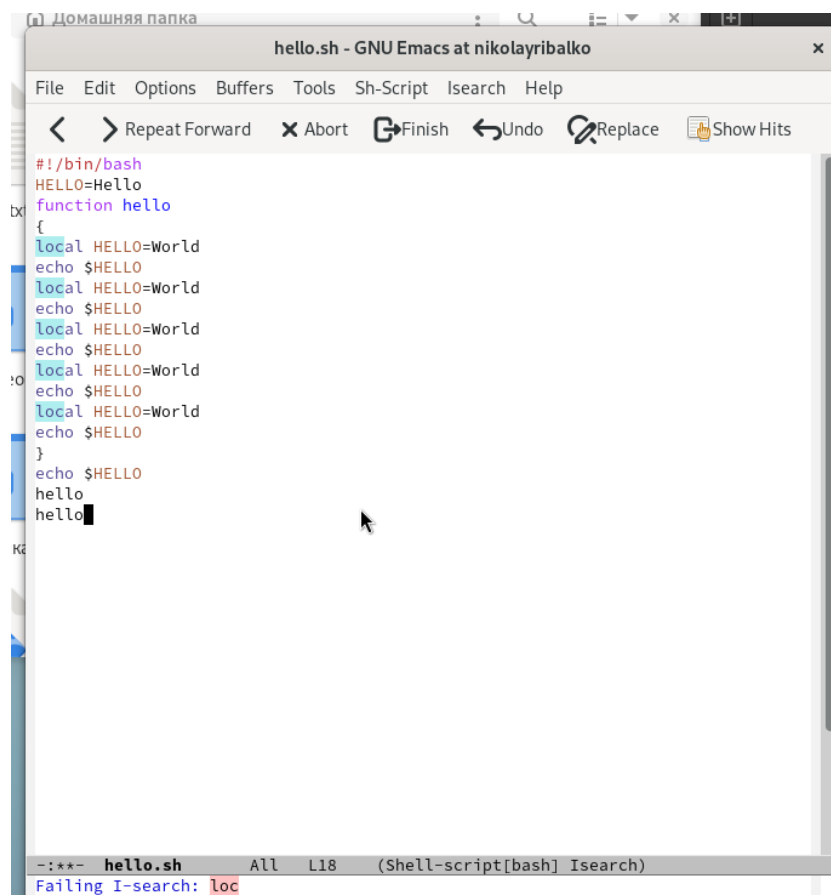 Домашняя папка
hello.sh - GNU Emacs at nikolayribalko
File Edit Options Buffers Tools Sh-Script Isearch Help
Repeat Forward Abort Finish Undo Replace Show Hits
#!/bin/bash
HELLO=Hello
function hello
{
local HELLO=World
echo $HELLO
local HELLO=World
echo $HELLO
local HELLO=World
echo $HELLO
local HELLO=World
echo $HELLO
local HELLO=World
echo $HELLO
}
echo $HELLO
hello
hello
-:**- hello.sh All L18 (Shell-script[bash] Isearch)
Failing I-search: loc